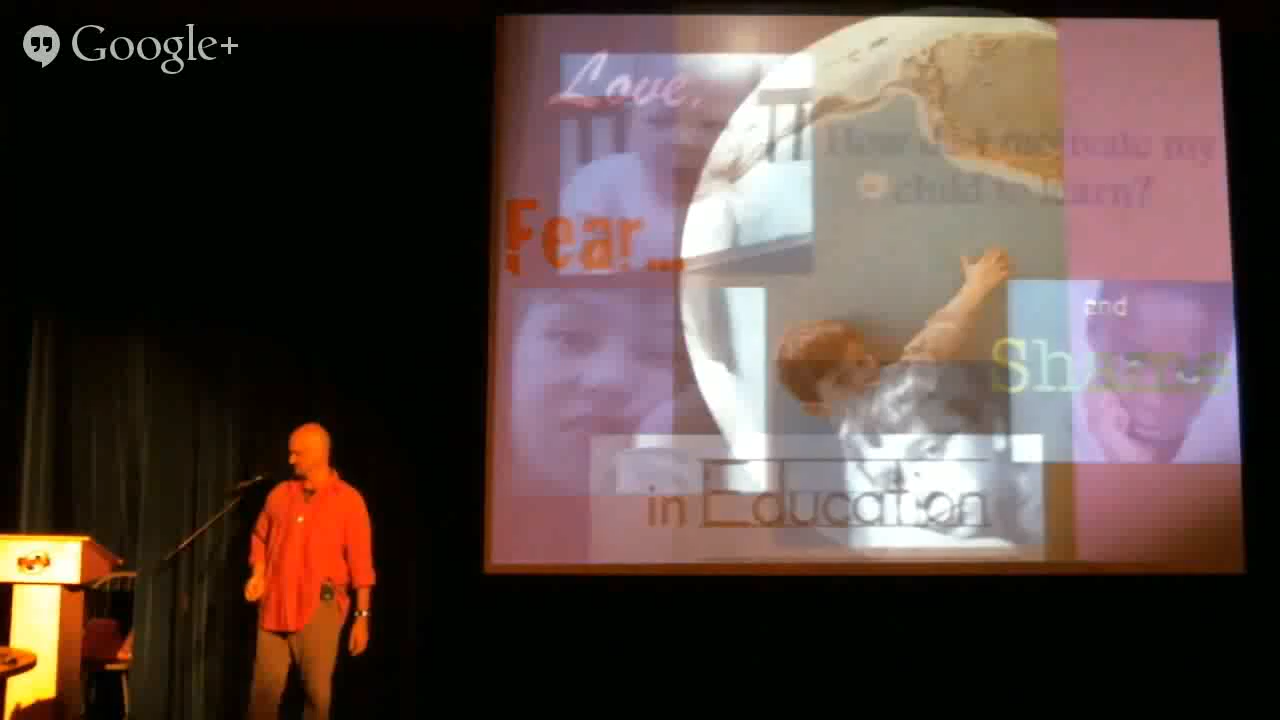 Google+
Love,
Fear...
How do I motivate my
child to learn?
and
Shame
in Education